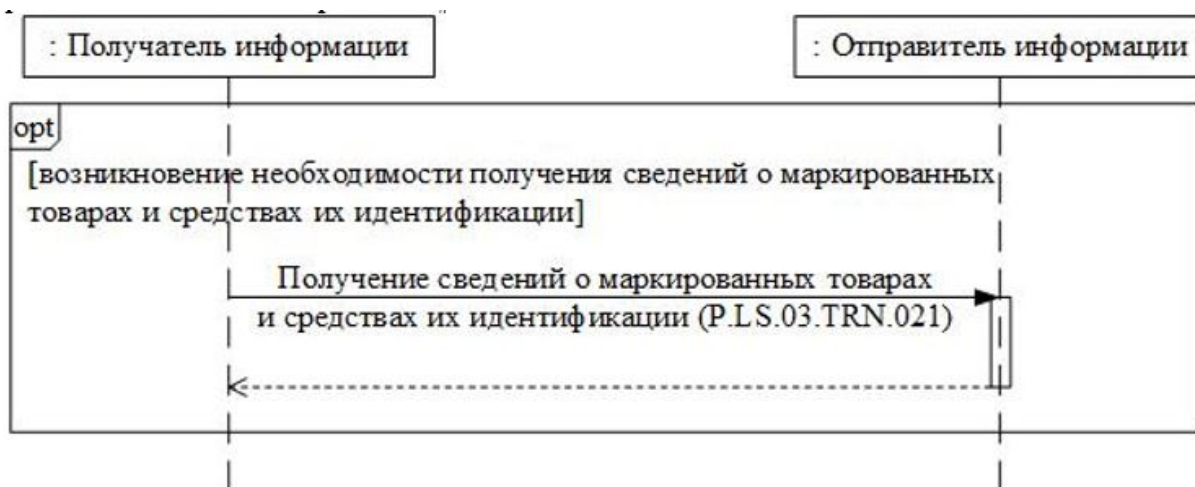 : Получатель информации
: Отправитель информации
opt
[возникновение необходимости получения сведений о маркированных
товарах и средствах их идентификации]
Получение сведений о маркированных товарах
и средствах их идентификации (P.LS.03.TRN.021)